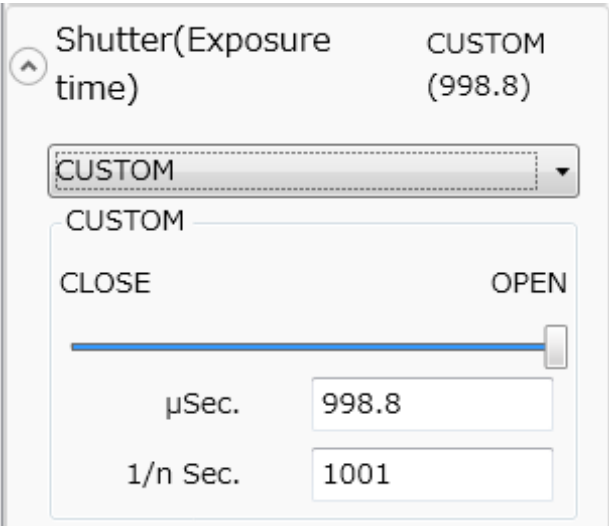 Shutter(Exposure
time)
CUSTOM
(998.8)
CUSTOM
CUSTOM
CLOSE
OPEN
μSec.
998.8
1/n Sec.
1001